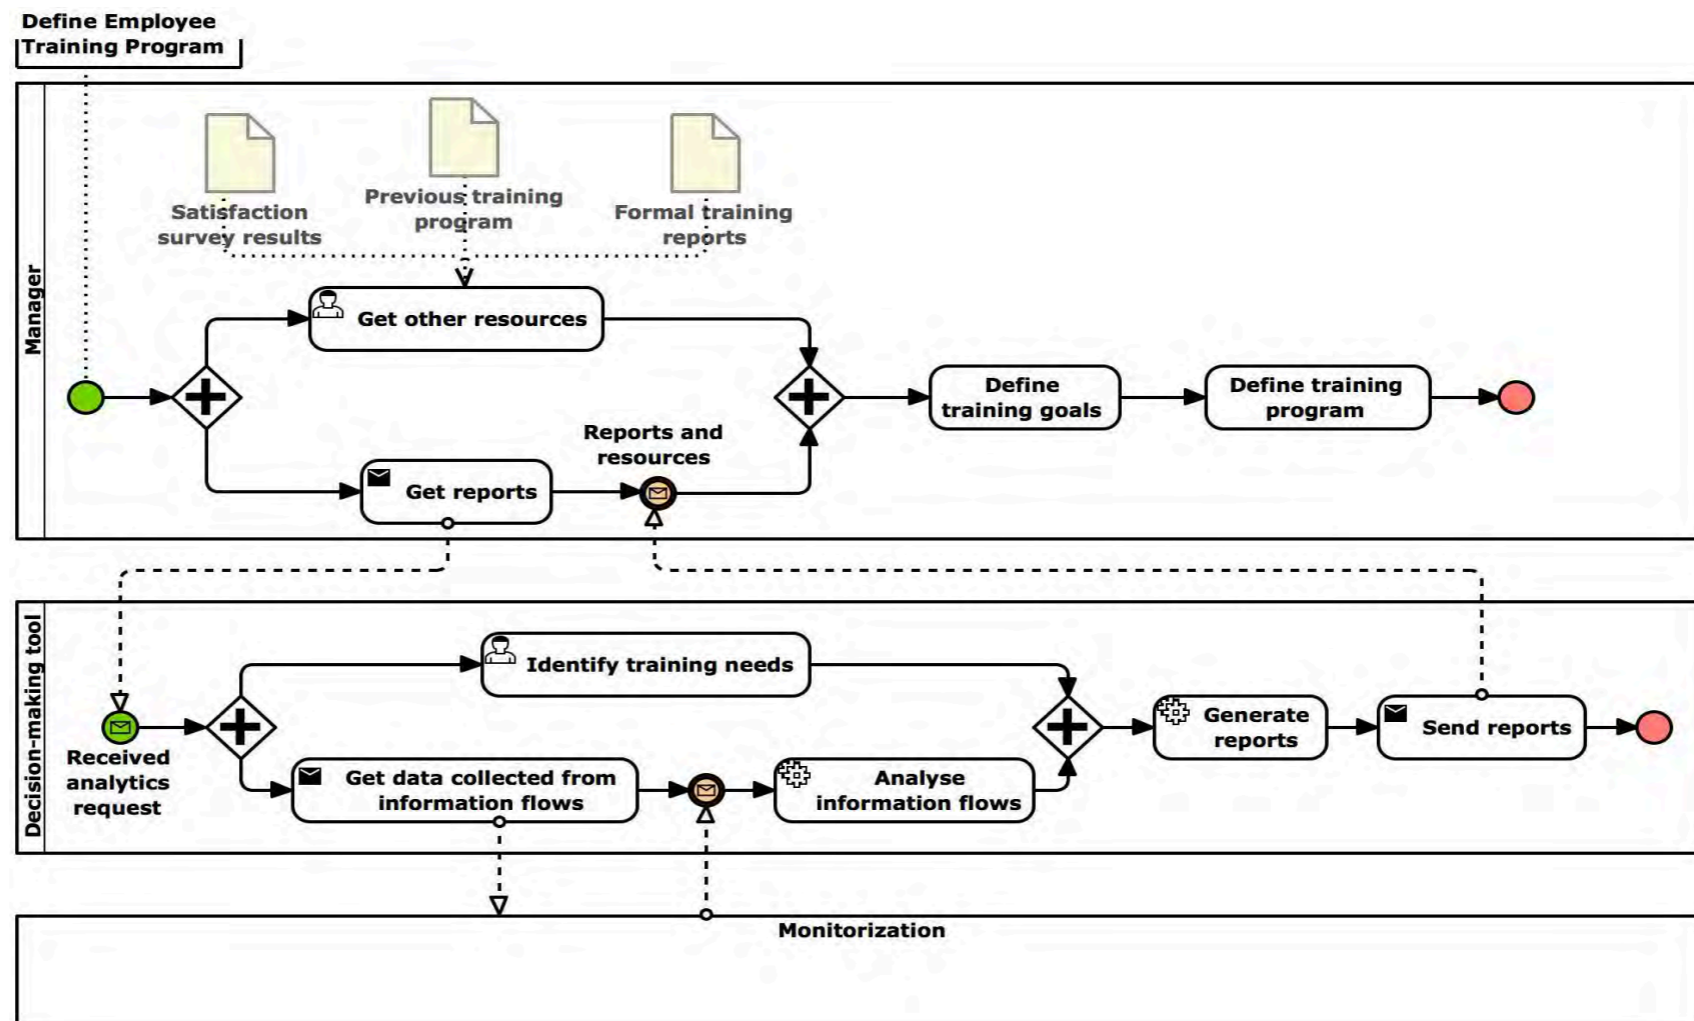 Define Employee
Training Program
Manager
Satisfaction
survey results
Previous training
program
Formal training
reports
Get other resources
Reports and
resources
Get reports
Define
training goals
Define training
program
Decision-making tool
Received
analytics
request
Identify training needs
Get data collected from
information flows
Analyse
information flows
Generate
reports
Send reports
Monitorization